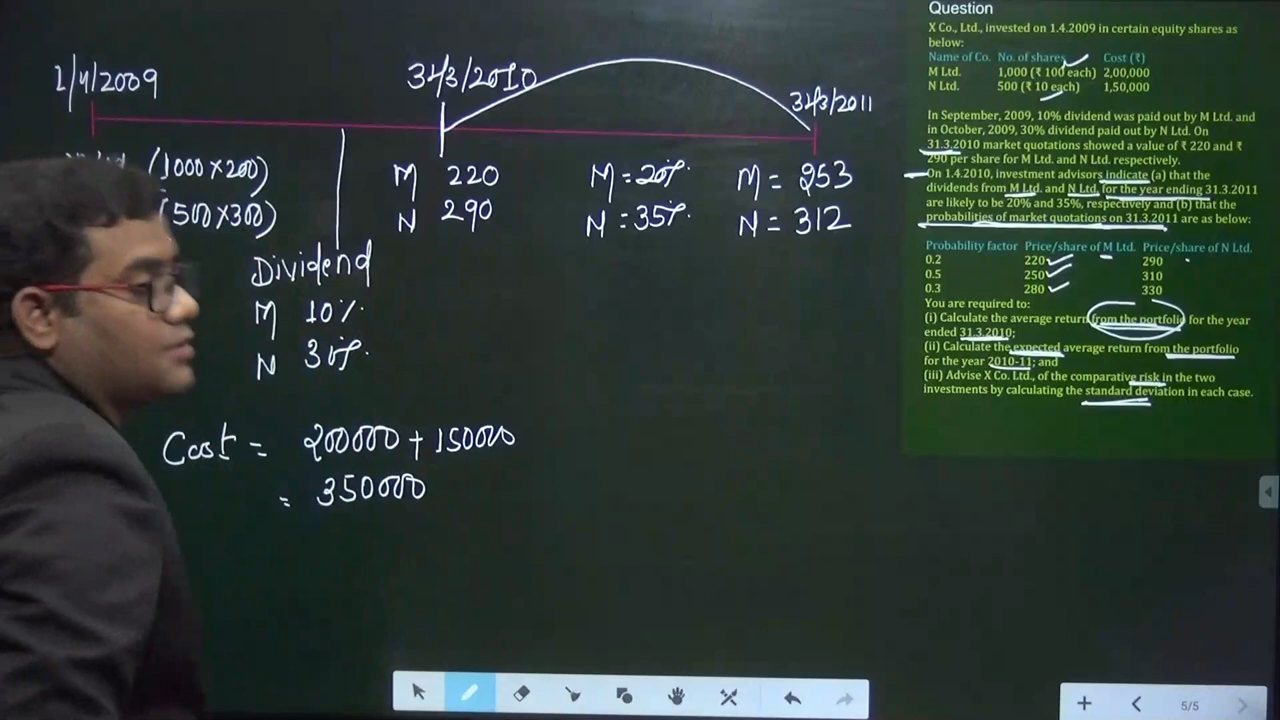 Question
X Co., Ltd., invested on 1.4.2009 in certain equity shares as
below:
Name of Co. No. of shares Cost (₹)
M Ltd. 1,000 (₹ 100 each) 2,00,000
N Ltd. 500 (₹ 10 each) 1,50,000
In September, 2009, 10% dividend was paid out by M Ltd. and
in October, 2009, 30% dividend paid out by N Ltd. On
31.3.2010 market quotations showed a value of ₹ 220 and ₹
290 per share for M Ltd. and N Ltd. respectively.
On 1.4.2010, investment advisors indicate (a) that the
dividends from M Ltd. and N Ltd. for the year ending 31.3.2011
are likely to be 20% and 35%, respectively and (b) that the
probabilities of market quotations on 31.3.2011 are as below:
Probability factor Price/share of M Ltd. Price/share of N Ltd.
0.2 220 290
0.5 250 310
0.3 280 330
You are required to:
(i) Calculate the average return from the portfolio for the year
ended 31.3.2010;
(ii) Calculate the expected average return from the portfolio
for the year 2010-11; and
(iii) Advise X Co. Ltd., of the comparative risk in the two
investments by calculating the standard deviation in each case.
1/4/2009 31/3/2010 31/3/2011
(1000×200) M 220 M = 20% M = 253
(500×300) N 290 N = 35% N = 312
Dividend
M 10%
N 30%
Cost = 200000 + 150000
= 350000
5/5